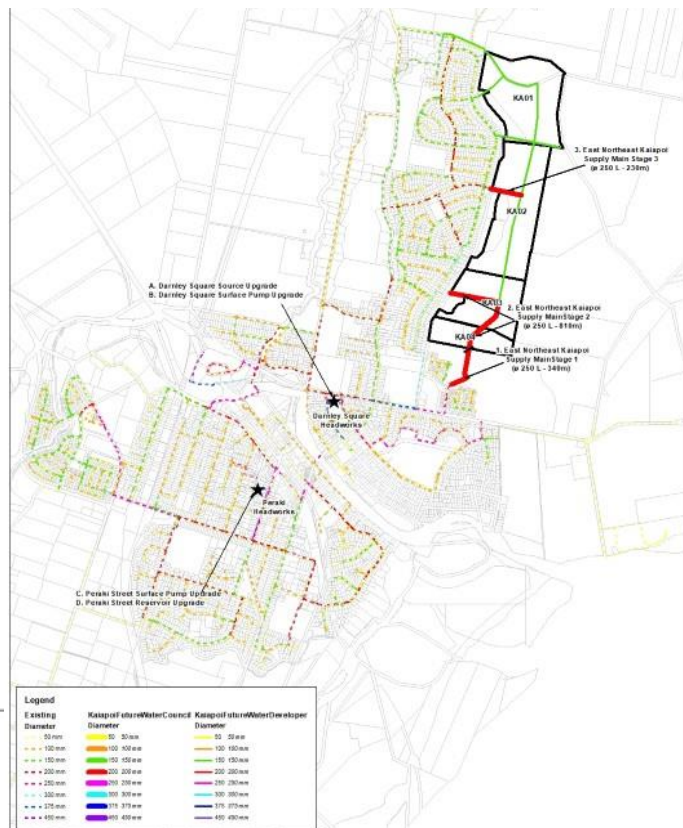 KA01
3. East Northeast Kaiapoi
Supply Main Stage 3
(ø 250 L - 230m)
KA02
A. Darnley Square Source Upgrade
B. Darnley Square Surface Pump Upgrade
KA03
2. East Northeast Kaiapoi
Supply MainStage 2
(ø 250 L - 810m)
KA04
1. East Northeast Kaiapoi
Supply MainStage 1
(ø 250 L - 340m)
Darnley Square
Headworks
Peraki
Headworks
C. Peraki Street Surface Pump Upgrade
D. Peraki Street Reservoir Upgrade
Legend
Existing KaiapoiFutureWaterCouncil KaiapoiFutureWaterDeveloper
Diameter Diameter Diameter
50 mm 50 50 mm 50 50 mm
100 mm 100 100 mm 100 100 mm
150 mm 150 150 mm 150 150 mm
200 mm 200 200 mm 200 200 mm
250 mm 250 250 mm 250 250 mm
300 mm 300 300 mm 300 300 mm
375 mm 375 375 mm 375 375 mm
450 mm 450 450 mm 450 450 mm